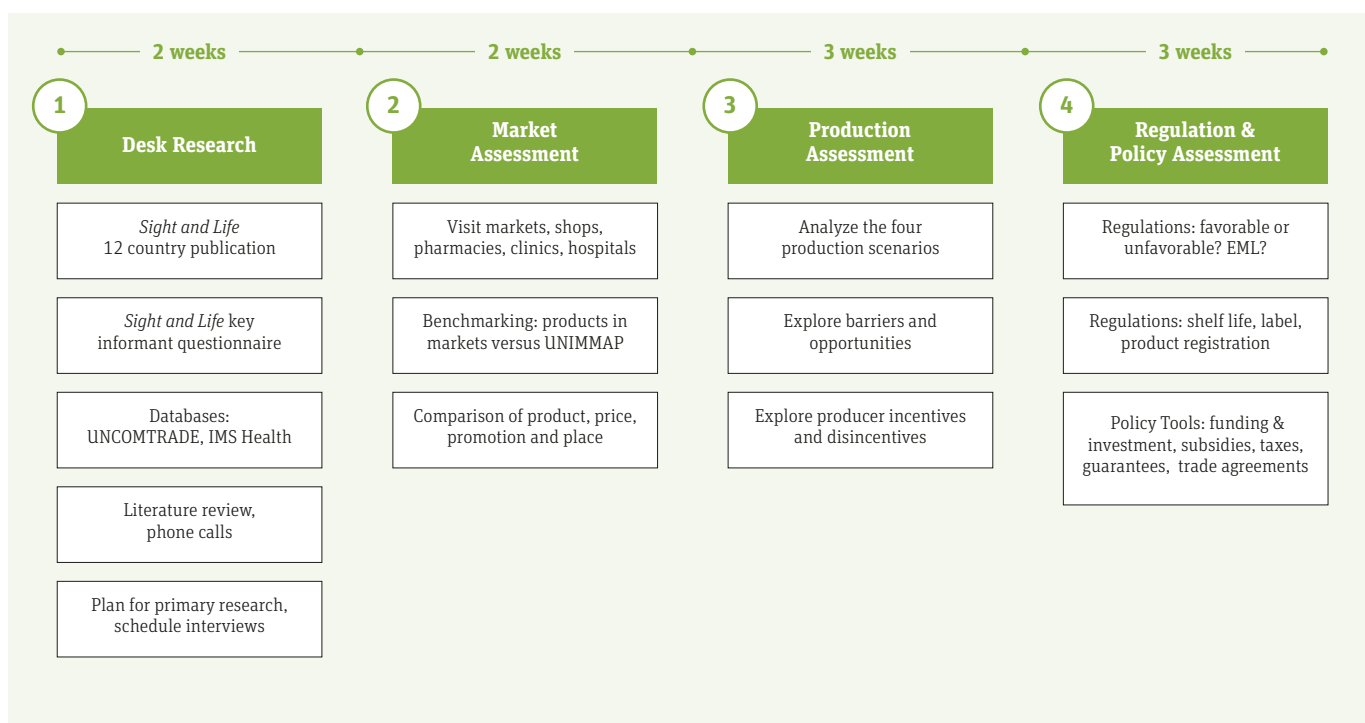 2 weeks
2 weeks
3 weeks
3 weeks
1
Desk Research
Sight and Life
12 country publication
Sight and Life key
informant questionnaire
Databases:
UNCOMTRADE, IMS Health
Literature review,
phone calls
Plan for primary research,
schedule interviews
2
Market
Assessment
Visit markets, shops,
pharmacies, clinics, hospitals
Benchmarking: products in
markets versus UNIMMAP
Comparison of product, price,
promotion and place
3
Production
Assessment
Analyze the four
production scenarios
Explore barriers and
opportunities
Explore producer incentives
and disincentives
4
Regulation &
Policy Assessment
Regulations: favorable or
unfavorable? EML?
Regulations: shelf life, label,
product registration
Policy Tools: funding &
investment, subsidies, taxes,
guarantees, trade agreements